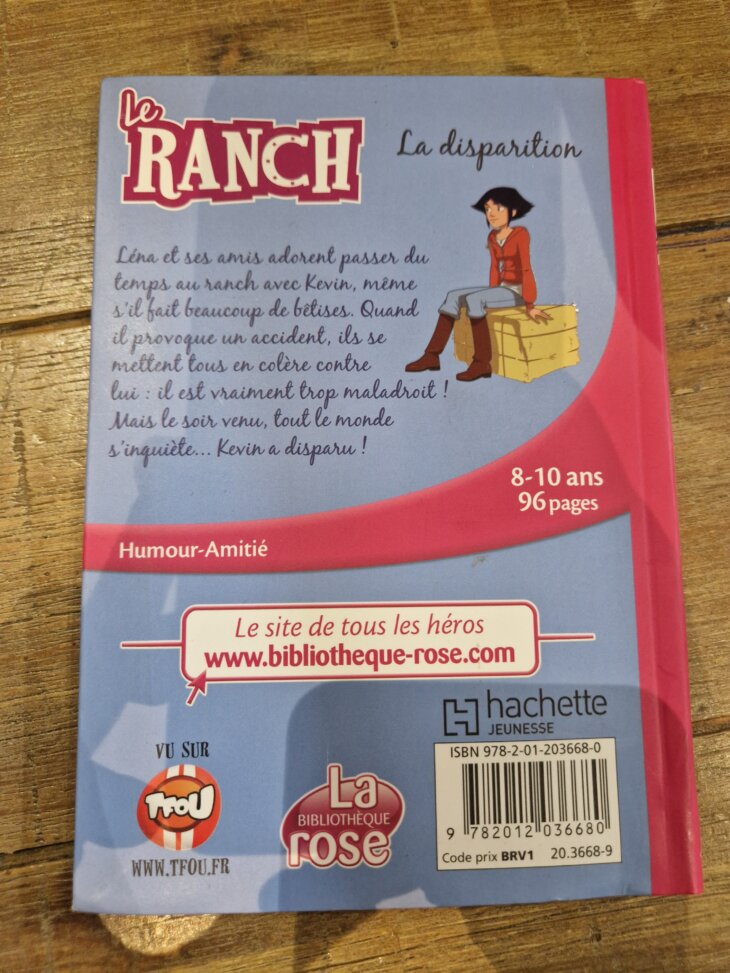 Le
RANCH
La disparition
Léna et ses amis adorent passer du
temps au ranch avec Kevin, même
s'il fait beaucoup de bêtises. Quand
il provoque un accident, ils se
mettent tous en colère contre
lui : il est vraiment trop maladroit !
Mais le soir venu, tout le monde
s'inquiète... Kevin a disparu !
8-10 ans
96 pages
Humour-Amitié
Le site de tous les héros
www.bibliotheque-rose.com
hachette
JEUNESSE
ISBN 978-2-01-203668-0
9 782012 036680
Code prix BRV1 20.3668-9
VU SUR
TFOU
WWW.TFOU.FR
La
BIBLIOTHÈQUE
rose